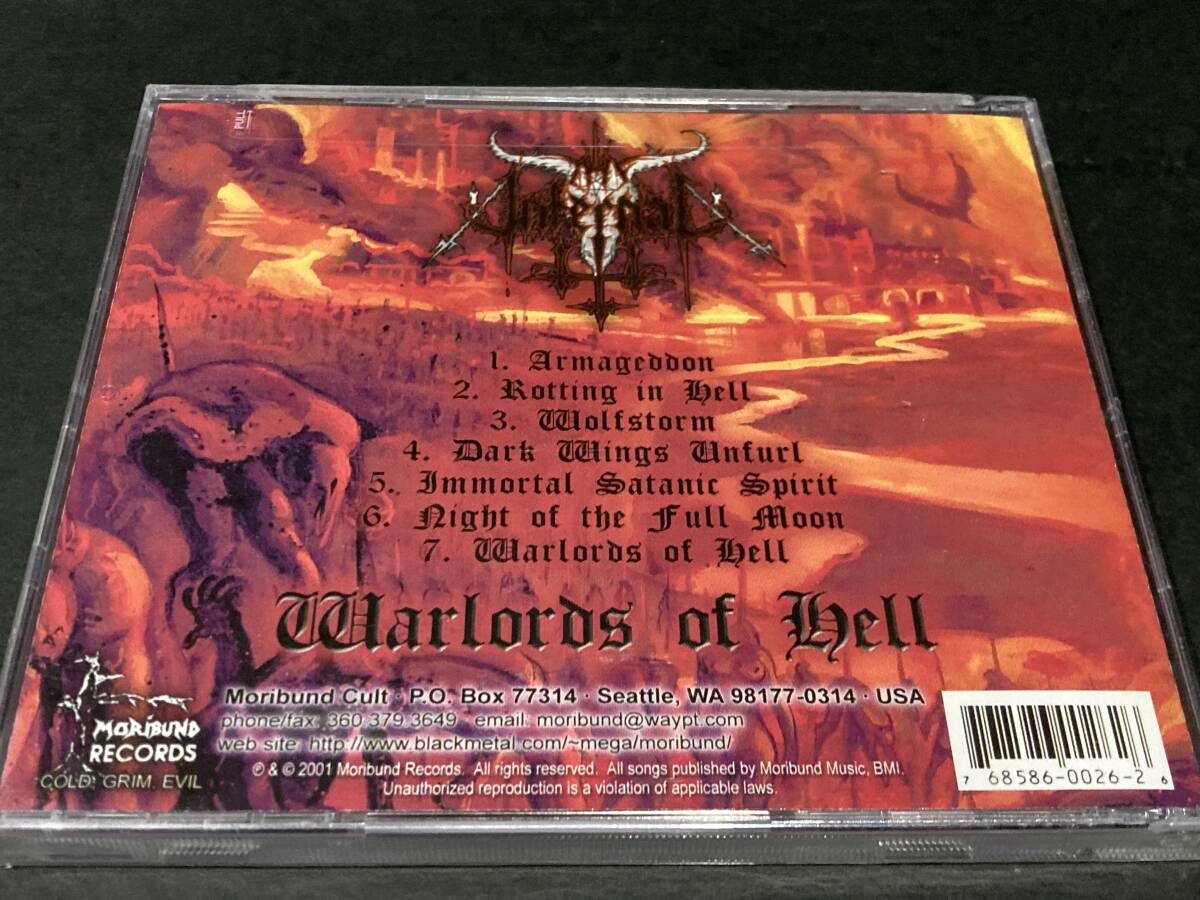 PULL
Infernal
1. Armageddon
2. Rotting in Hell
3. Wolfstorm
4. Dark Wings Unfurl
5. Immortal Satanic Spirit
6. Night of the Full Moon
7. Warlords of Hell
Warlords of Hell
Moribund Cult · P.O. Box 77314 · Seattle, WA 98177-0314 · USA
phone/fax: 360.379.3649 · email: moribund@waypt.com
web site: http://www.blackmetal.com/~mega/moribund/
℗ & © 2001 Moribund Records. All rights reserved. All songs published by Moribund Music, BMI.
Unauthorized reproduction is a violation of applicable laws.
MORIBUND
RECORDS
COLD. GRIM. EVIL
7 68586-0026-2 6